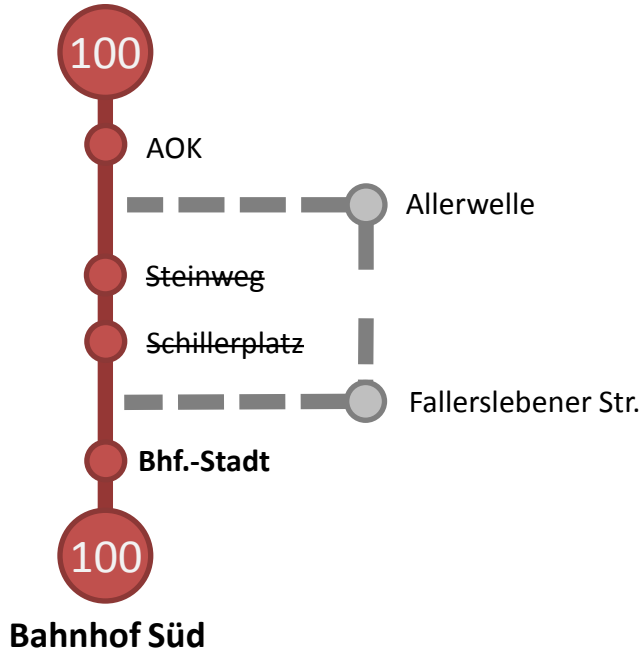 100
AOK
Allerwelle
Steinweg
Schillerplatz
Fallerslebener Str.
Bhf.-Stadt
100
Bahnhof Süd